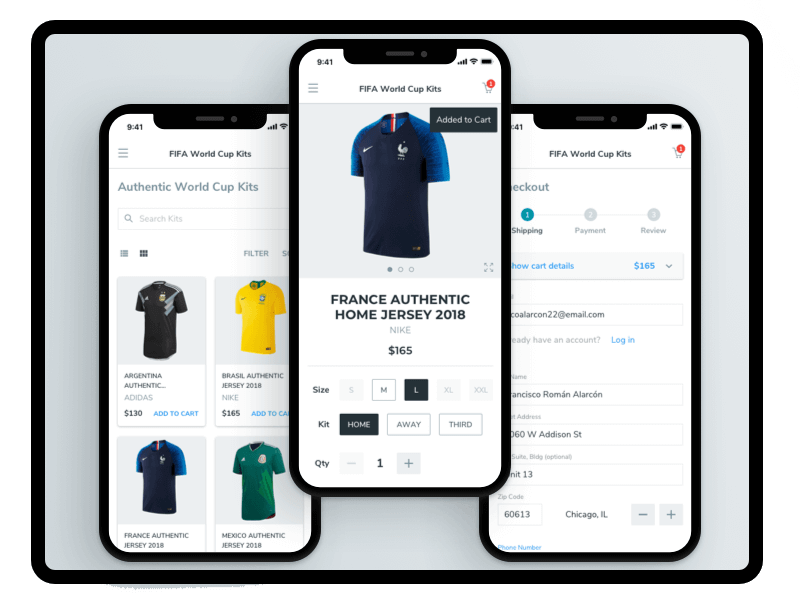 9:41
FIFA World Cup Kits
Authentic World Cup Kits
Search Kits
FILTER
ARGENTINA
AUTHENTIC...
ADIDAS
$130 ADD TO CART
BRASIL AUTHENTIC
JERSEY 2018
NIKE
$165 ADD TO CA
FRANCE AUTHENTIC
JERSEY 2018
MEXICO AUTHENTIC
JERSEY 2018
9:41
FIFA World Cup Kits
1
Added to Cart
FRANCE AUTHENTIC
HOME JERSEY 2018
NIKE
$165
Size S M L XL XXL
Kit HOME AWAY THIRD
Qty − 1 +
:41
FIFA World Cup Kits
1
eckout
1 2 3
Shipping Payment Review
how cart details $165
coalarcon22@email.com
ready have an account? Log in
Name
rancisco Román Alarcón
Address
060 W Addison St
Suite, Bldg (optional)
nit 13
Zip Code
60613 Chicago, IL − +
Phone Number